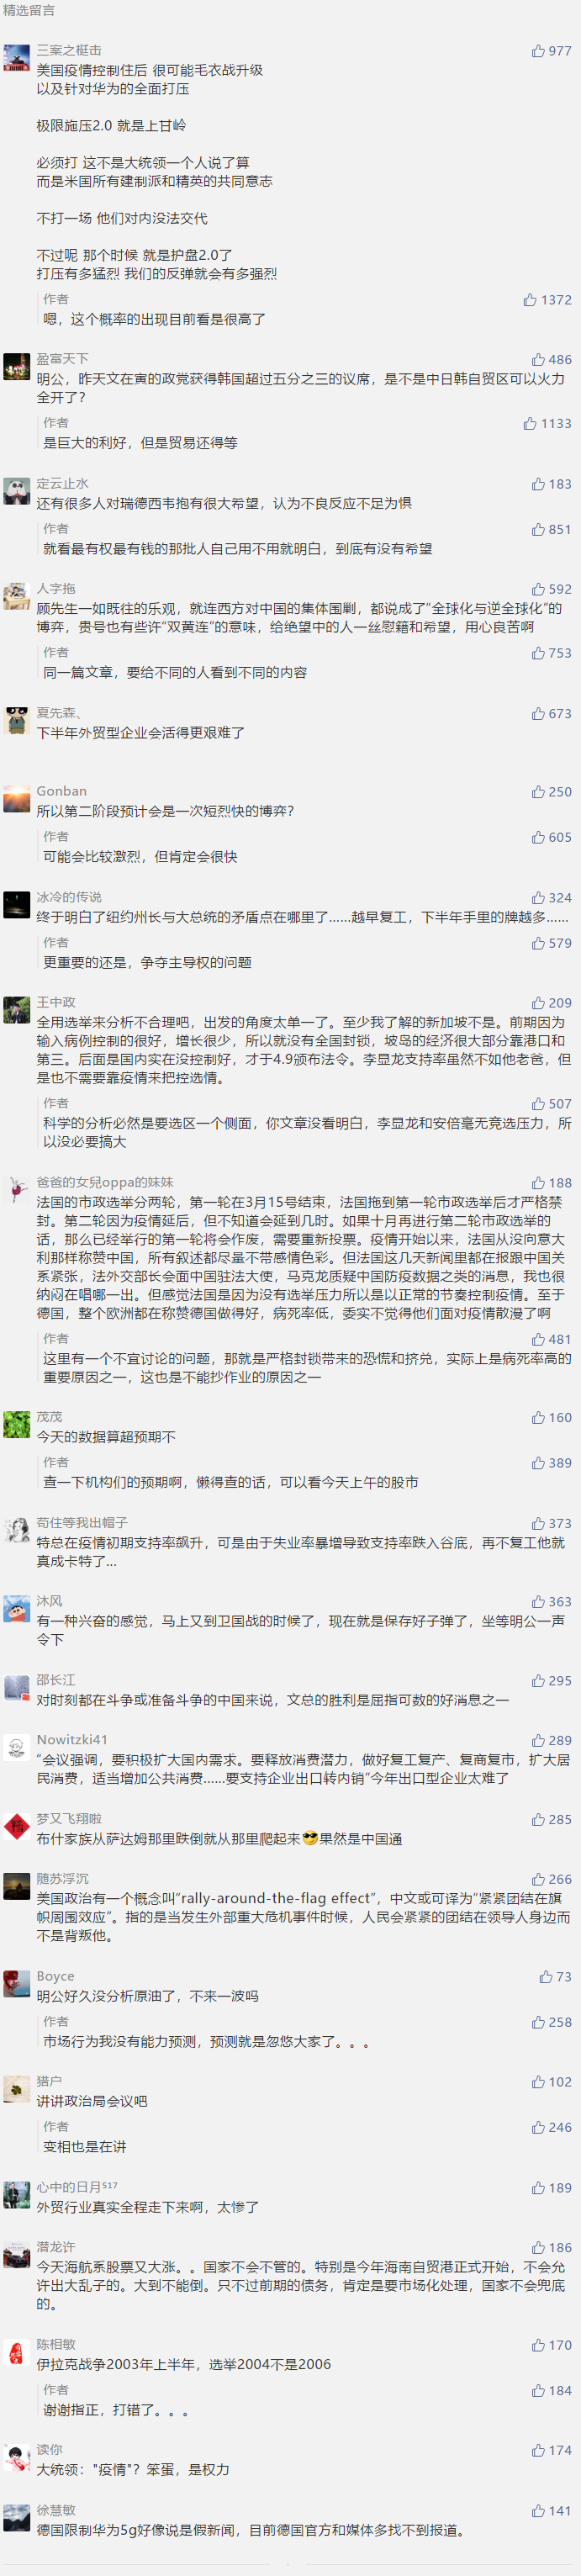 精选留言
三案之梃击
977
美国疫情控制住后 很可能毛衣战升级
以及针对华为的全面打压
极限施压2.0 就是上甘岭
必须打 这不是大统领一个人说了算
而是米国所有建制派和精英的共同意志
不打一场 他们对内没法交代
不过呢 那个时候 就是护盘2.0了
打压有多猛烈 我们的反弹就会有多强烈
作者
1372
嗯，这个概率的出现目前看是很高了
盈富天下
486
明公，昨天文在寅的政党获得韩国超过五分之三的议席，是不是中日韩自贸区可以火力
全开了？
作者
1133
是巨大的利好，但是贸易还得等
定云止水
183
还有很多人对瑞德西韦抱有很大希望，认为不良反应不足为惧
作者
851
就看最有权最有钱的那批人自己用不用就明白，到底有没有希望
人字拖
592
顾先生一如既往的乐观，就连西方对中国的集体围剿，都说成了“全球化与逆全球化”的
博弈，贵号也有些许“双黄连”的意味，给绝望中的人一丝慰籍和希望，用心良苦啊
作者
753
同一篇文章，要给不同的人看到不同的内容
夏先森、
673
下半年外贸型企业会活得更艰难了
Gonban
250
所以第二阶段预计会是一次短烈快的博弈？
作者
605
可能会比较激烈，但肯定会很快
冰冷的传说
324
终于明白了纽约州长与大总统的矛盾点在哪里了……越早复工，下半年手里的牌越多……
作者
579
更重要的还是，争夺主导权的问题
王中政
209
全用选举来分析不合理吧，出发的角度太单一了。至少我了解的新加坡不是。前期因为
输入病例控制的很好，增长很少，所以就没有全国封锁，坡岛的经济很大部分靠港口和
第三。后面是国内实在没控制好，才于4.9颁布法令。李显龙支持率虽然不如他老爸，但
是也不需要靠疫情来把控选情。
作者
507
科学的分析必然是要选区一个侧面，你文章没看明白，李显龙和安倍毫无竞选压力，所
以没必要搞大
爸爸的女兒oppa的妹妹
188
法国的市政选举分两轮，第一轮在3月15号结束，法国拖到第一轮市政选举后才严格禁
封。第二轮因为疫情延后，但不知道会延到几时。如果十月再进行第二轮市政选举的
话，那么已经举行的第一轮将会作废，需要重新投票。疫情开始以来，法国从没向意大
利那样称赞中国，所有叙述都尽量不带感情色彩。但法国这几天新闻里都在报跟中国关
系紧张，法外交部长会面中国驻法大使，马克龙质疑中国防疫数据之类的消息，我也很
纳闷在唱哪一出。但感觉法国是因为没有选举压力所以是以正常的节奏控制疫情。至于
德国，整个欧洲都在称赞德国做得好，病死率低，委实不觉得他们面对疫情散漫了啊
作者
481
这里有一个不宜讨论的问题，那就是严格封锁带来的恐慌和挤兑，实际上是病死率高的
重要原因之一，这也是不能抄作业的原因之一
茂茂
160
今天的数据算超预期不
作者
389
查一下机构们的预期啊，懒得查的话，可以看今天上午的股市
苟住等我出帽子
373
特总在疫情初期支持率飙升，可是由于失业率暴增导致支持率跌入谷底，再不复工他就
真成卡特了...
沐风
363
有一种兴奋的感觉，马上又到卫国战的时候了，现在就是保存好子弹了，坐等明公一声
令下
邵长江
295
对时刻都在斗争或准备斗争的中国来说，文总的胜利是屈指可数的好消息之一
Nowitzki41
289
“会议强调，要积极扩大国内需求。要释放消费潜力，做好复工复产、复商复市，扩大居
民消费，适当增加公共消费……要支持企业出口转内销”今年出口型企业太难了
梦又飞翔啦
285
布什家族从萨达姆那里跌倒就从那里爬起来😎果然是中国通
随苏浮沉
266
美国政治有一个概念叫“rally-around-the-flag effect”，中文或可译为“紧紧团结在旗
帜周围效应”。指的是当发生外部重大危机事件时候，人民会紧紧的团结在领导人身边而
不是背叛他。
Boyce
73
明公好久没分析原油了，不来一波吗
作者
258
市场行为我没有能力预测，预测就是忽悠大家了。。。
猎户
102
讲讲政治局会议吧
作者
246
变相也是在讲
心中的日月⁵¹⁷
189
外贸行业真实全程走下来啊，太惨了
潜龙许
186
今天海航系股票又大涨。。国家不会不管的。特别是今年海南自贸港正式开始，不会允
许出大乱子的。大到不能倒。只不过前期的债务，肯定是要市场化处理，国家不会兜底
的。
陈相敏
170
伊拉克战争2003年上半年，选举2004不是2006
作者
184
谢谢指正，打错了。。。
读你
174
大统领："疫情"？笨蛋，是权力
徐慧敏
141
德国限制华为5g好像说是假新闻，目前德国官方和媒体多找不到报道。